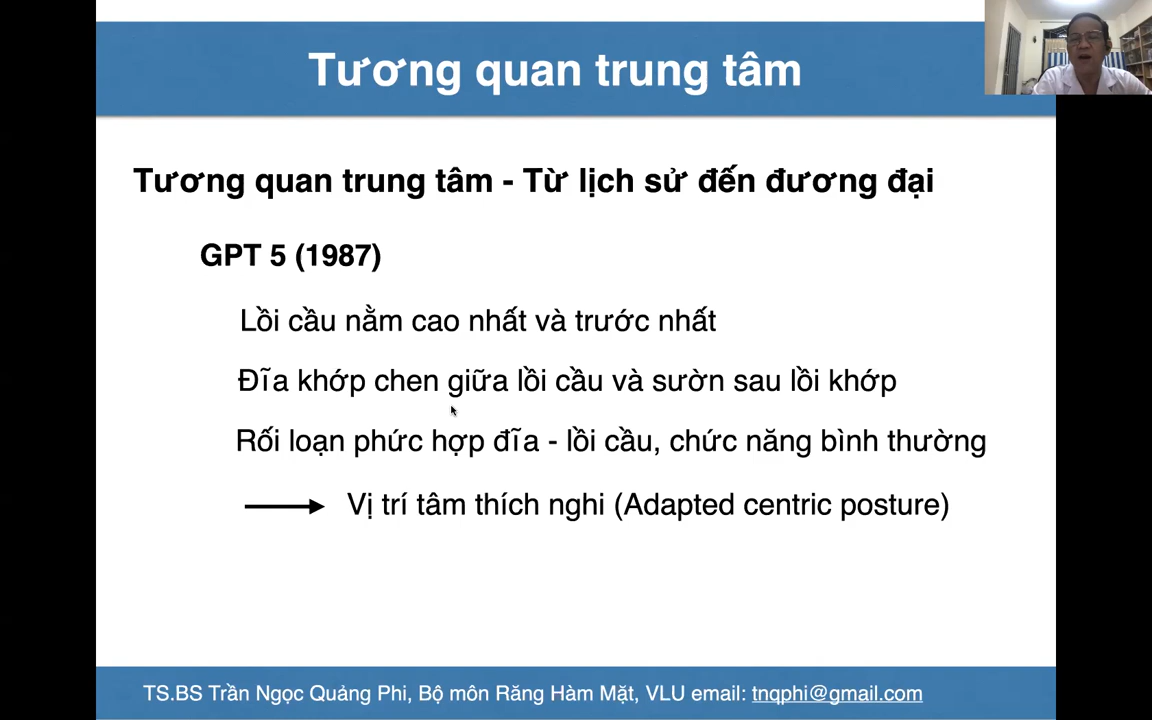 Tương quan trung tâm
Tương quan trung tâm - Từ lịch sử đến đương đại
GPT 5 (1987)
Lồi cầu nằm cao nhất và trước nhất
Đĩa khớp chen giữa lồi cầu và sườn sau lồi khớp
Rối loạn phức hợp đĩa - lồi cầu, chức năng bình thường
Vị trí tâm thích nghi (Adapted centric posture)
TS.BS Trần Ngọc Quảng Phi, Bộ môn Răng Hàm Mặt, VLU email: tnqphi@gmail.com